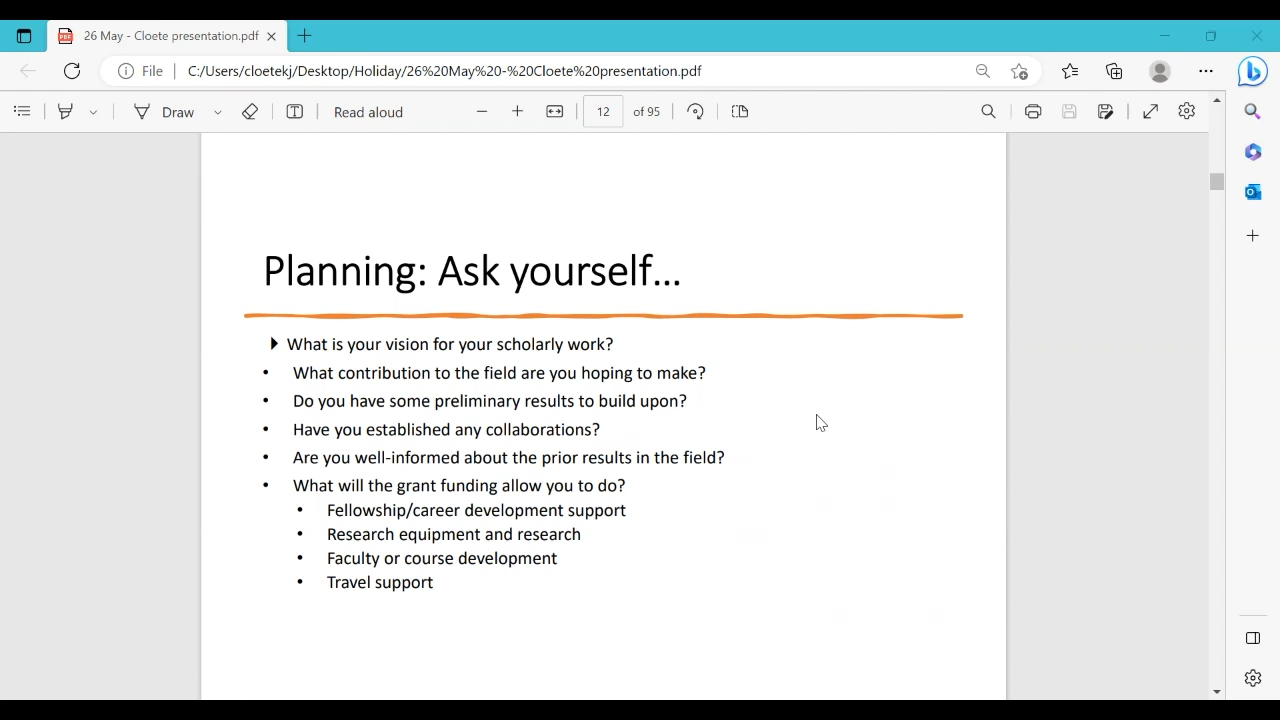 26 May - Cloete presentation.pdf
File
C:/Users/cloetekj/Desktop/Holiday/26%20May%20-%20Cloete%20presentation.pdf
Draw
Read aloud
12 of 95
Planning: Ask yourself...
What is your vision for your scholarly work?
• What contribution to the field are you hoping to make?
• Do you have some preliminary results to build upon?
• Have you established any collaborations?
• Are you well-informed about the prior results in the field?
• What will the grant funding allow you to do?
• Fellowship/career development support
• Research equipment and research
• Faculty or course development
• Travel support